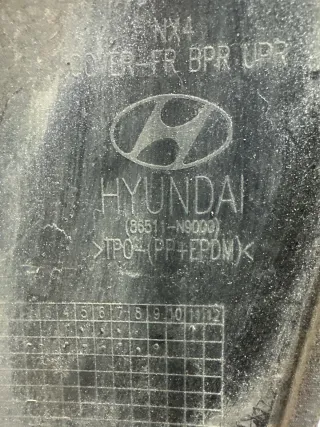 NX4
COVER-FR BPR UPR
HYUNDAI
(86511-N9000)
>TPO-(PP+EPDM)<
3 4 5 6 7 8 9 10 11 12